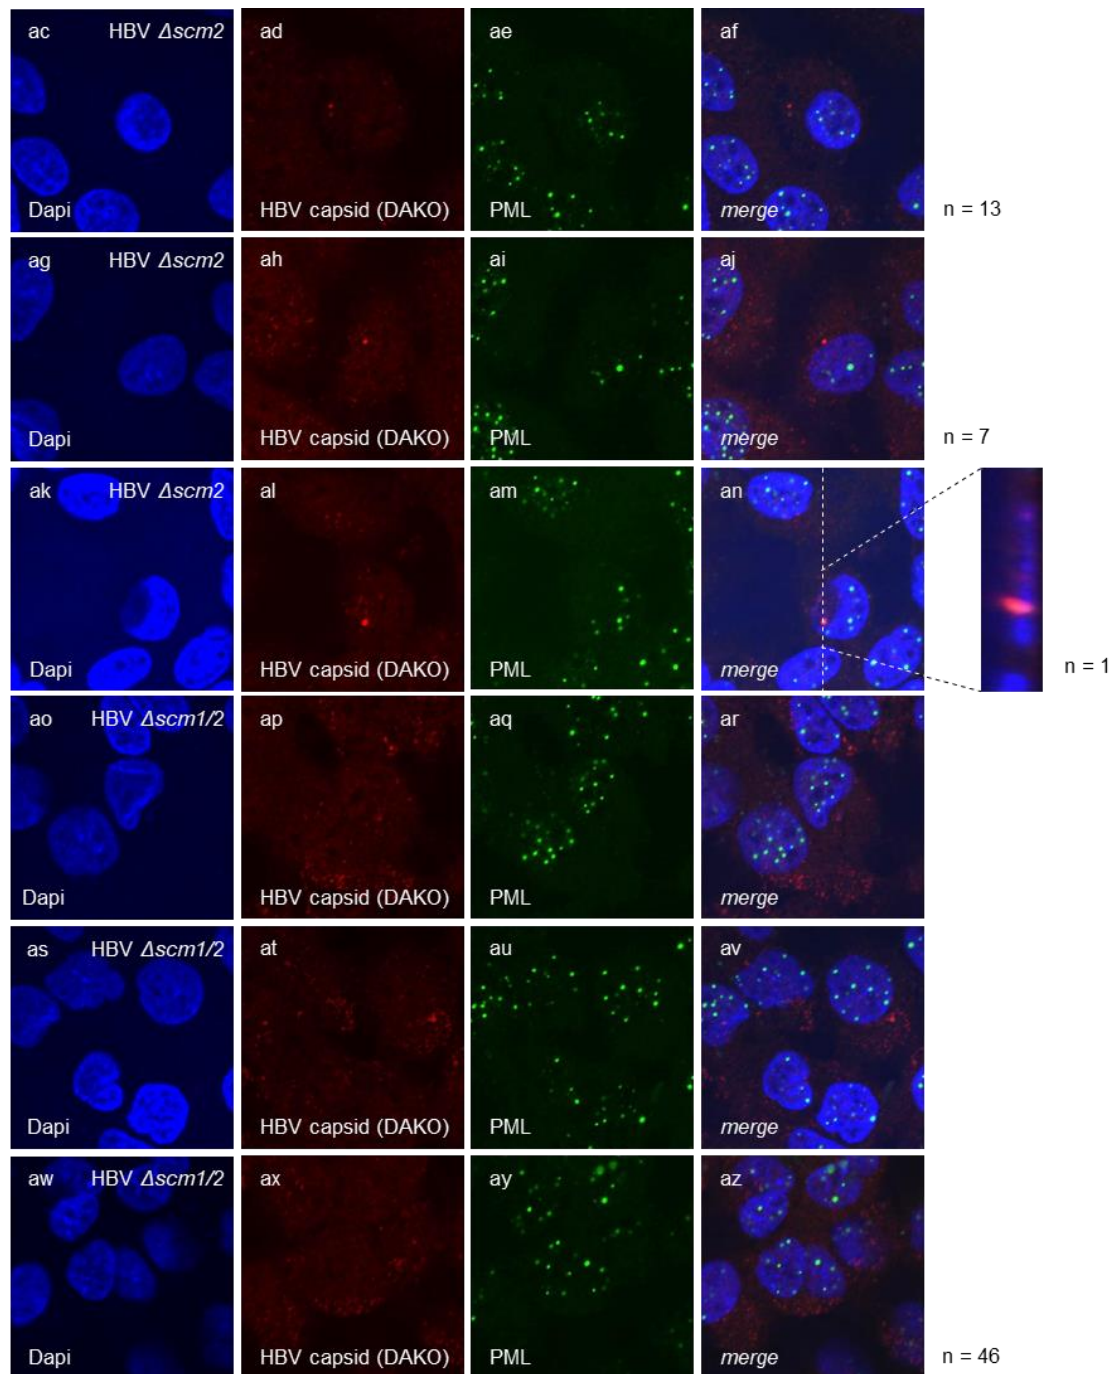 ac HBV Δscm2 ad ae af
Dapi HBV capsid (DAKO) PML merge n = 13
ag HBV Δscm2 ah ai aj
Dapi HBV capsid (DAKO) PML merge n = 7
ak HBV Δscm2 al am an
Dapi HBV capsid (DAKO) PML merge n = 1
ao HBV Δscm1/2 ap aq ar
Dapi HBV capsid (DAKO) PML merge
as HBV Δscm1/2 at au av
Dapi HBV capsid (DAKO) PML merge
aw HBV Δscm1/2 ax ay az
Dapi HBV capsid (DAKO) PML merge n = 46